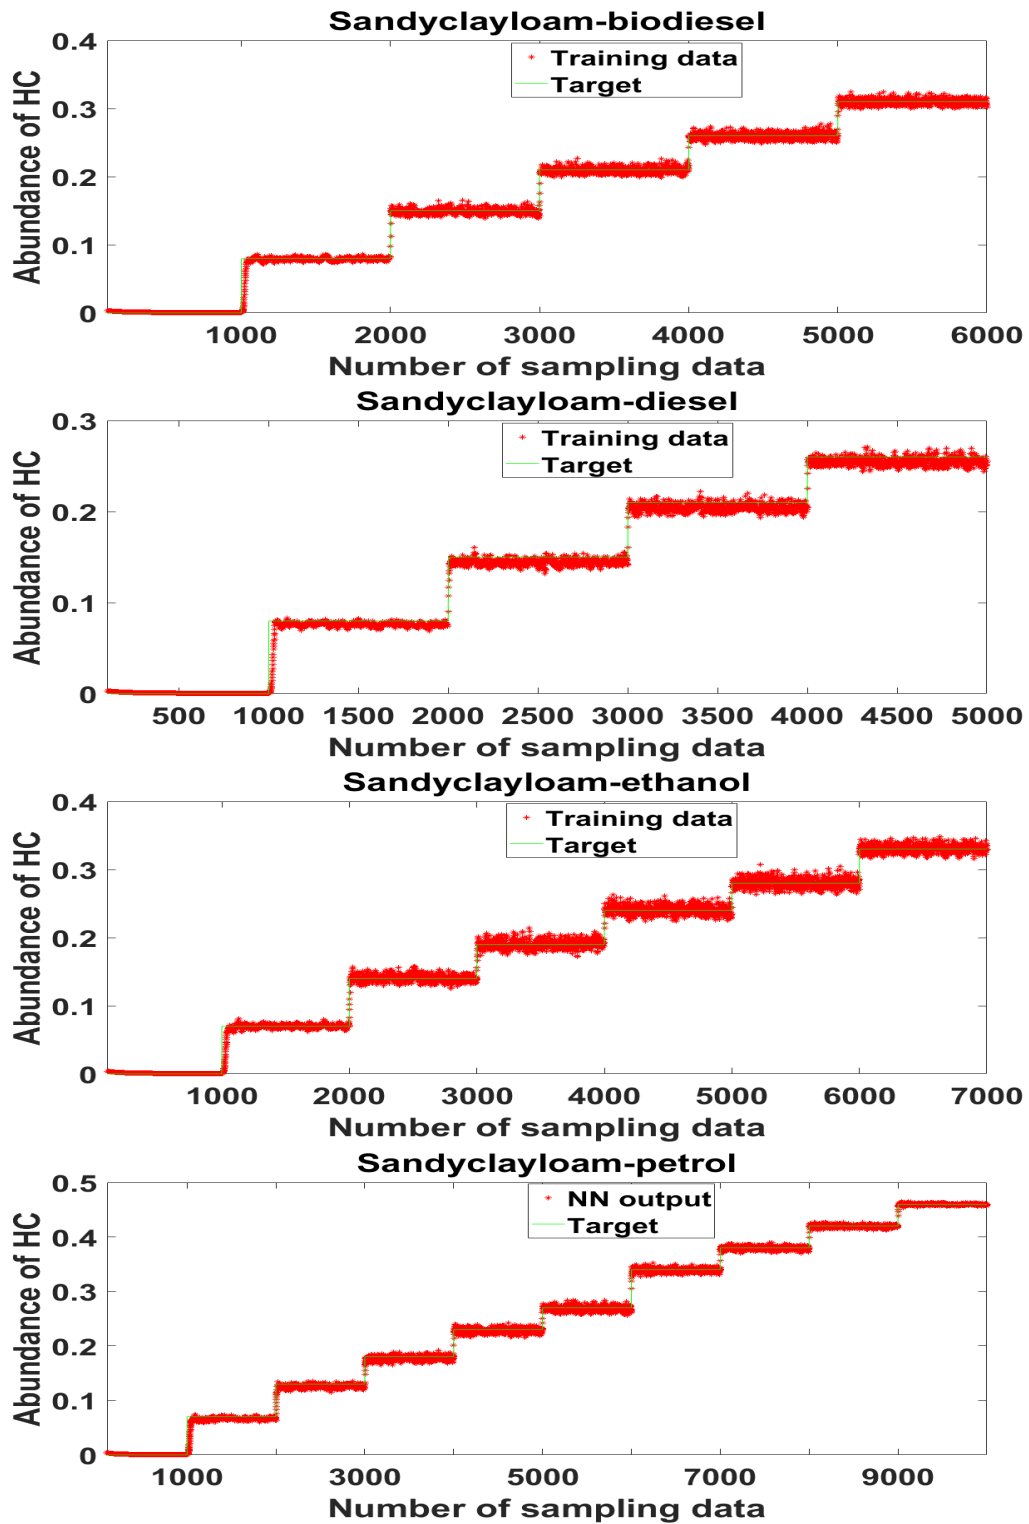 Sandyclayloam-biodiesel
0.4
0.3
0.2
0.1
0
Abundance of HC
Training data
Target
1000 2000 3000 4000 5000 6000
Number of sampling data
Sandyclayloam-diesel
0.3
0.2
0.1
0
Abundance of HC
Training data
Target
500 1000 1500 2000 2500 3000 3500 4000 4500 5000
Number of sampling data
Sandyclayloam-ethanol
0.4
0.3
0.2
0.1
0
Abundance of HC
Training data
Target
1000 2000 3000 4000 5000 6000 7000
Number of sampling data
Sandyclayloam-petrol
0.5
0.4
0.3
0.2
0.1
0
Abundance of HC
NN output
Target
1000 3000 5000 7000 9000
Number of sampling data